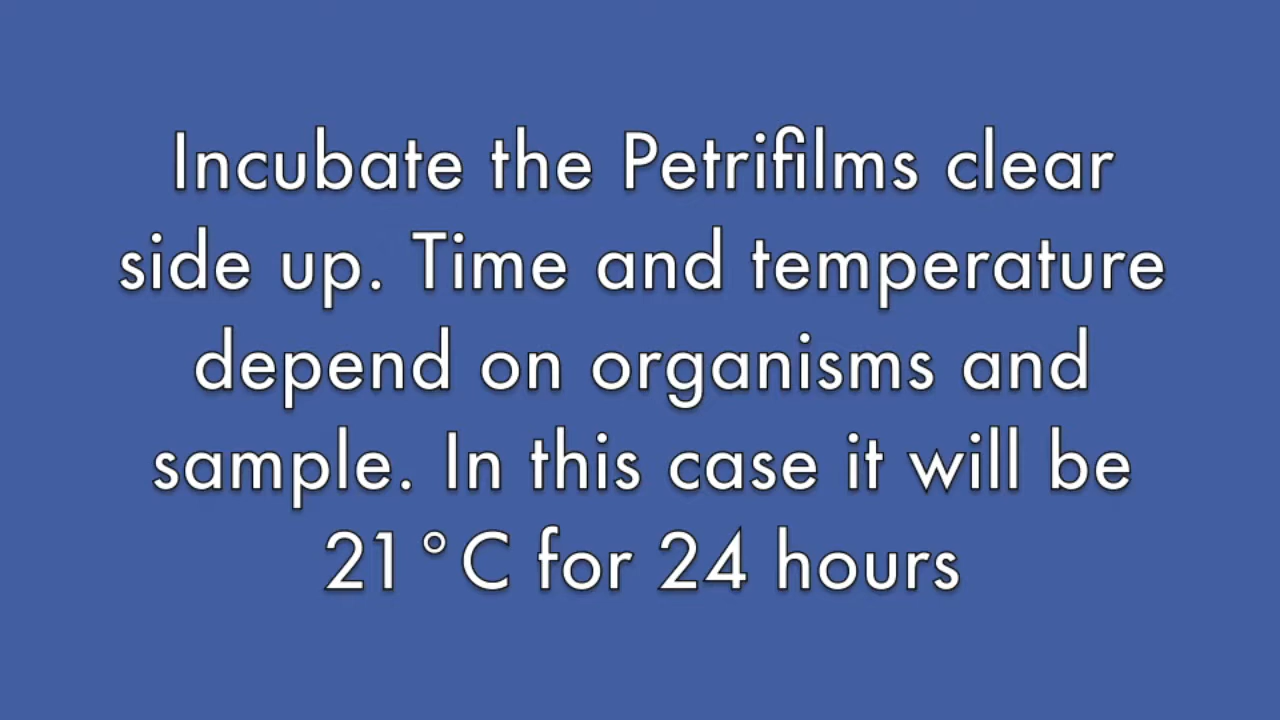 Incubate the Petrifilms clear
side up. Time and temperature
depend on organisms and
sample. In this case it will be
21°C for 24 hours